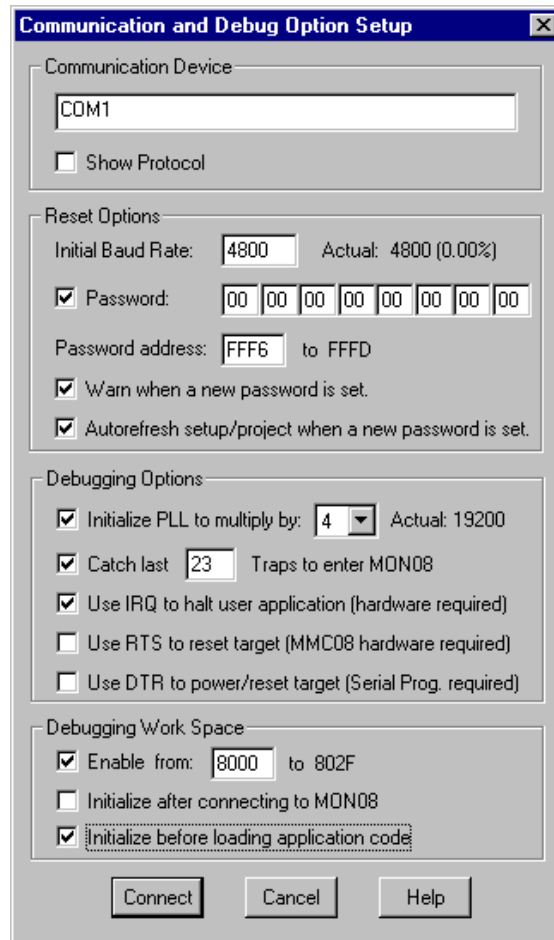 Communication and Debug Option Setup
Communication Device
COM1
Show Protocol
Reset Options
Initial Baud Rate: 4800 Actual: 4800 (0.00%)
Password: 00 00 00 00 00 00 00 00
Password address: FFF6 to FFFD
Warn when a new password is set.
Autorefresh setup/project when a new password is set.
Debugging Options
Initialize PLL to multiply by: 4 Actual: 19200
Catch last 23 Traps to enter MON08
Use IRQ to halt user application (hardware required)
Use RTS to reset target (MMC08 hardware required)
Use DTR to power/reset target (Serial Prog. required)
Debugging Work Space
Enable from: 8000 to 802F
Initialize after connecting to MON08
Initialize before loading application code
Connect Cancel Help